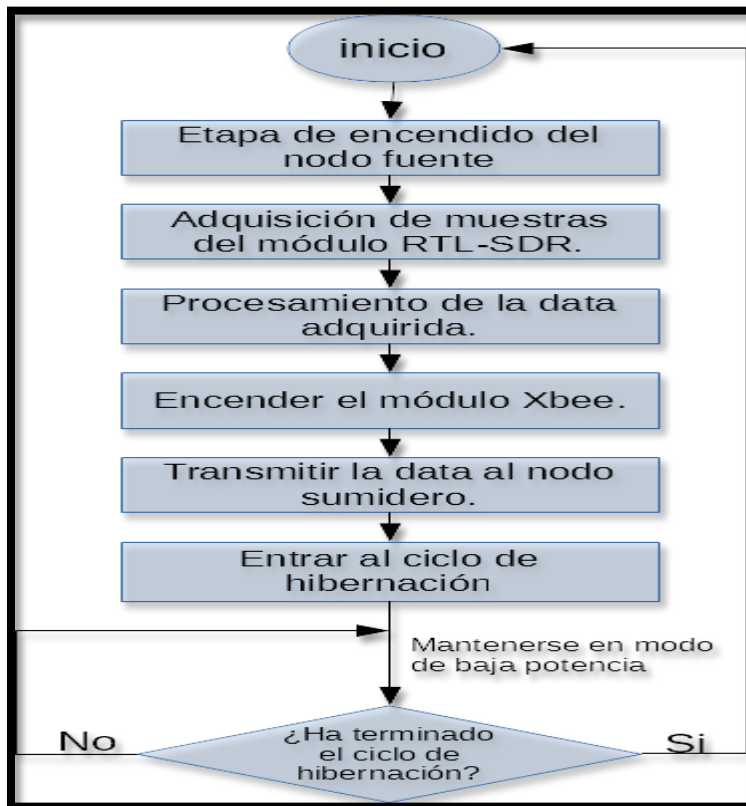 inicio
Etapa de encendido del
nodo fuente
Adquisición de muestras
del módulo RTL-SDR.
Procesamiento de la data
adquirida.
Encender el módulo Xbee.
Transmitir la data al nodo
sumidero.
Entrar al ciclo de
hibernación
Mantenerse en modo
de baja potencia
¿Ha terminado
el ciclo de
hibernación?
No
Si